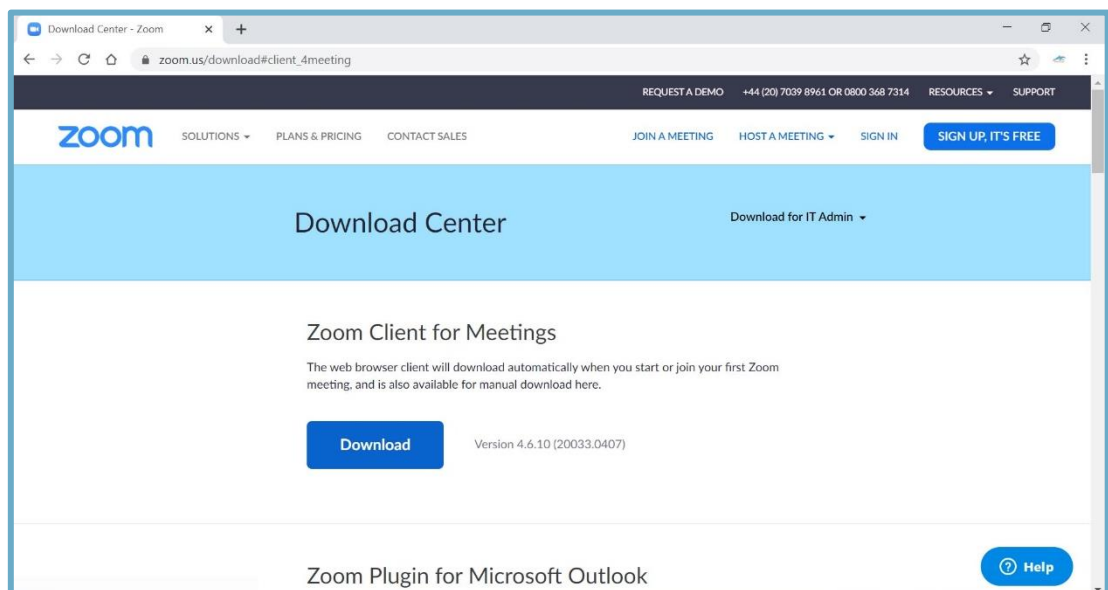 Download Center - Zoom
zoom.us/download#client_4meeting
REQUEST A DEMO +44 (20) 7039 8961 OR 0800 368 7314 RESOURCES SUPPORT
zoom SOLUTIONS PLANS & PRICING CONTACT SALES JOIN A MEETING HOST A MEETING SIGN IN SIGN UP, IT'S FREE
Download Center Download for IT Admin
Zoom Client for Meetings
The web browser client will download automatically when you start or join your first Zoom
meeting, and is also available for manual download here.
Download Version 4.6.10 (20033.0407)
Zoom Plugin for Microsoft Outlook
Help